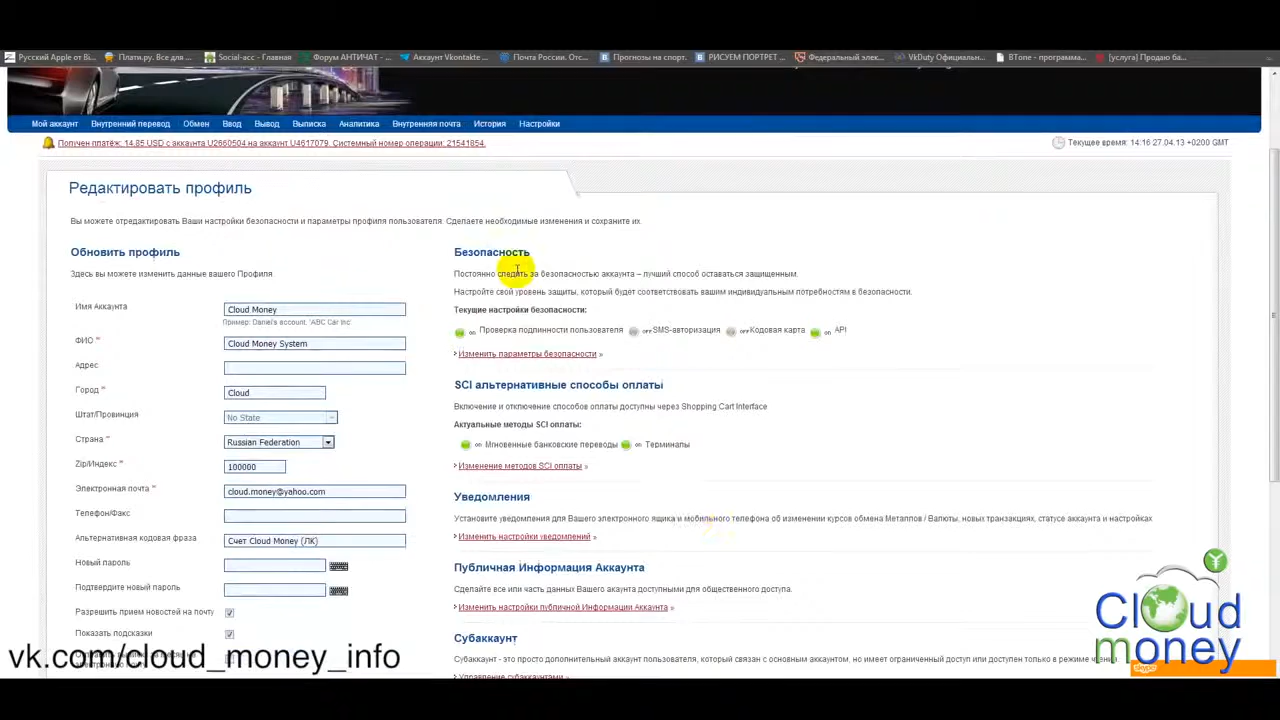 Русский Apple от Bi...
Плати.ру. Все для ...
Social-acc - Главная
Форум АНТИЧАТ - ...
Аккаунт Vkontakte ...
Почта России. Отс...
Прогнозы на спорт.
РИСУЕМ ПОРТРЕТ ...
Федеральный элек...
VkDuty Официальн...
BTone - программа...
[услуга] Продаю ба...
Мой аккаунт Внутренний перевод Обмен Ввод Вывод Выписка Аналитика Внутренняя почта История Настройки
Получен платёж: 14.85 USD с аккаунта U2660504 на аккаунт U4617079. Системный номер операции: 21541854.
Текущее время: 14:16 27.04.13 +0200 GMT
Редактировать профиль
Вы можете отредактировать Ваши настройки безопасности и параметры профиля пользователя. Сделаете необходимые изменения и сохраните их.
Обновить профиль
Здесь вы можете изменить данные вашего Профиля
Имя Аккаунта
Cloud Money
Пример: Daniel's account, 'ABC Car Inc'.
ФИО *
Cloud Money System
Адрес
Город *
Cloud
Штат/Провинция
No State
Страна *
Russian Federation
Zip/Индекс *
100000
Электронная почта *
cloud.money@yahoo.com
Телефон/Факс
Альтернативная кодовая фраза
Счет Cloud Money (ЛК)
Новый пароль
Подтвердите новый пароль
Разрешить прием новостей на почту
Показать подсказки
Безопасность
Постоянно следить за безопасностью аккаунта – лучший способ оставаться защищенным.
Настройте свой уровень защиты, который будет соответствовать вашим индивидуальным потребностям в безопасности.
Текущие настройки безопасности:
on Проверка подлинности пользователя OFF SMS-авторизация OFF Кодовая карта on API
Изменить параметры безопасности »
SCI альтернативные способы оплаты
Включение и отключение способов оплаты доступны через Shopping Cart Interface
Актуальные методы SCI оплаты:
on Мгновенные банковские переводы on Терминалы
Изменение методов SCI оплаты »
Уведомления
Установите уведомления для Вашего электронного ящика и мобильного телефона об изменении курсов обмена Металлов / Валюты, новых транзакциях, статусе аккаунта и настройках
Изменить настройки уведомлений »
Публичная Информация Аккаунта
Сделайте все или часть данных Вашего акаунта доступными для общественного доступа.
Изменить настройки публичной Информации Аккаунта »
Субаккаунт
Субаккаунт - это просто дополнительный аккаунт пользователя, который связан с основным аккаунтом, но имеет ограниченный доступ или доступен только в режиме
Управление субаккаунтами »
vk.com/cloud_money_info
Cloud
money
skype